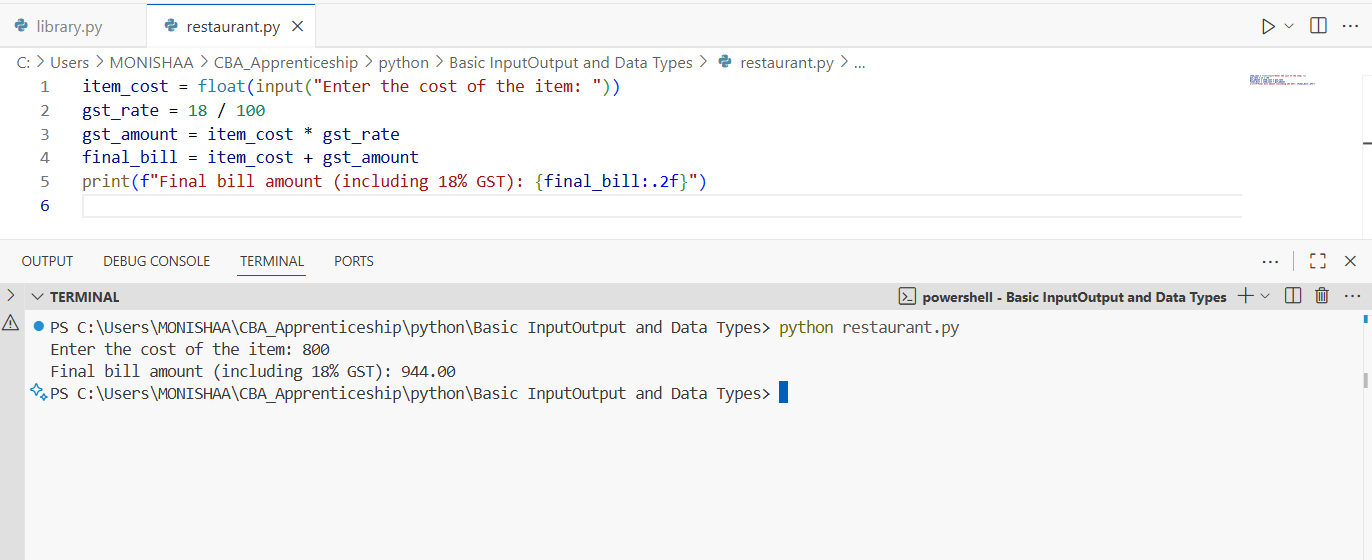 library.py restaurant.py
C: > Users > MONISHAA > CBA_Apprenticeship > python > Basic InputOutput and Data Types > restaurant.py > ...
1 item_cost = float(input("Enter the cost of the item: "))
2 gst_rate = 18 / 100
3 gst_amount = item_cost * gst_rate
4 final_bill = item_cost + gst_amount
5 print(f"Final bill amount (including 18% GST): {final_bill:.2f}")
6
OUTPUT DEBUG CONSOLE TERMINAL PORTS
TERMINAL powershell - Basic InputOutput and Data Types
PS C:\Users\MONISHAA\CBA_Apprenticeship\python\Basic InputOutput and Data Types> python restaurant.py
Enter the cost of the item: 800
Final bill amount (including 18% GST): 944.00
PS C:\Users\MONISHAA\CBA_Apprenticeship\python\Basic InputOutput and Data Types>